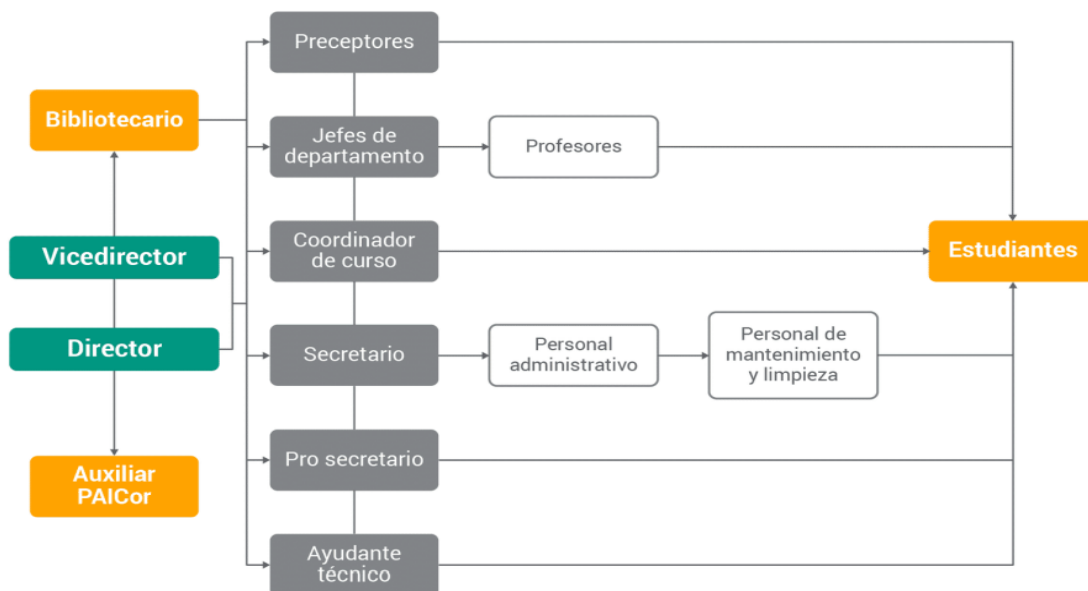 Preceptores
Bibliotecario
Jefes de
departamento
Profesores
Vicedirector
Coordinador
de curso
Estudiantes
Director
Secretario
Personal
administrativo
Personal de
mantenimiento
y limpieza
Auxiliar
PAICor
Pro secretario
Ayudante
técnico